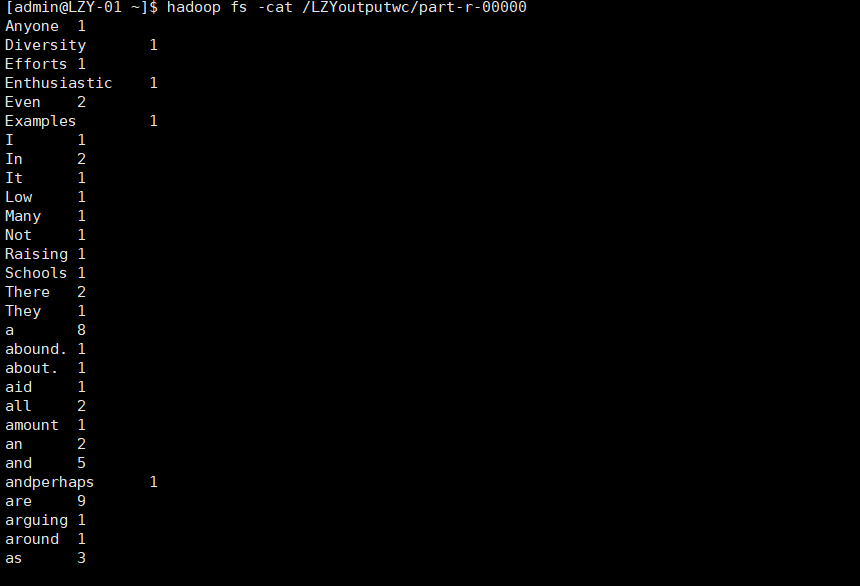 [admin@LZY-01 ~]$ hadoop fs -cat /LZYoutputwc/part-r-00000
Anyone	1
Diversity	1
Efforts	1
Enthusiastic	1
Even	2
Examples	1
I	1
In	2
It	1
Low	1
Many	1
Not	1
Raising	1
Schools	1
There	2
They	1
a	8
abound.	1
about.	1
aid	1
all	2
amount	1
an	2
and	5
andperhaps	1
are	9
arguing	1
around	1
as	3